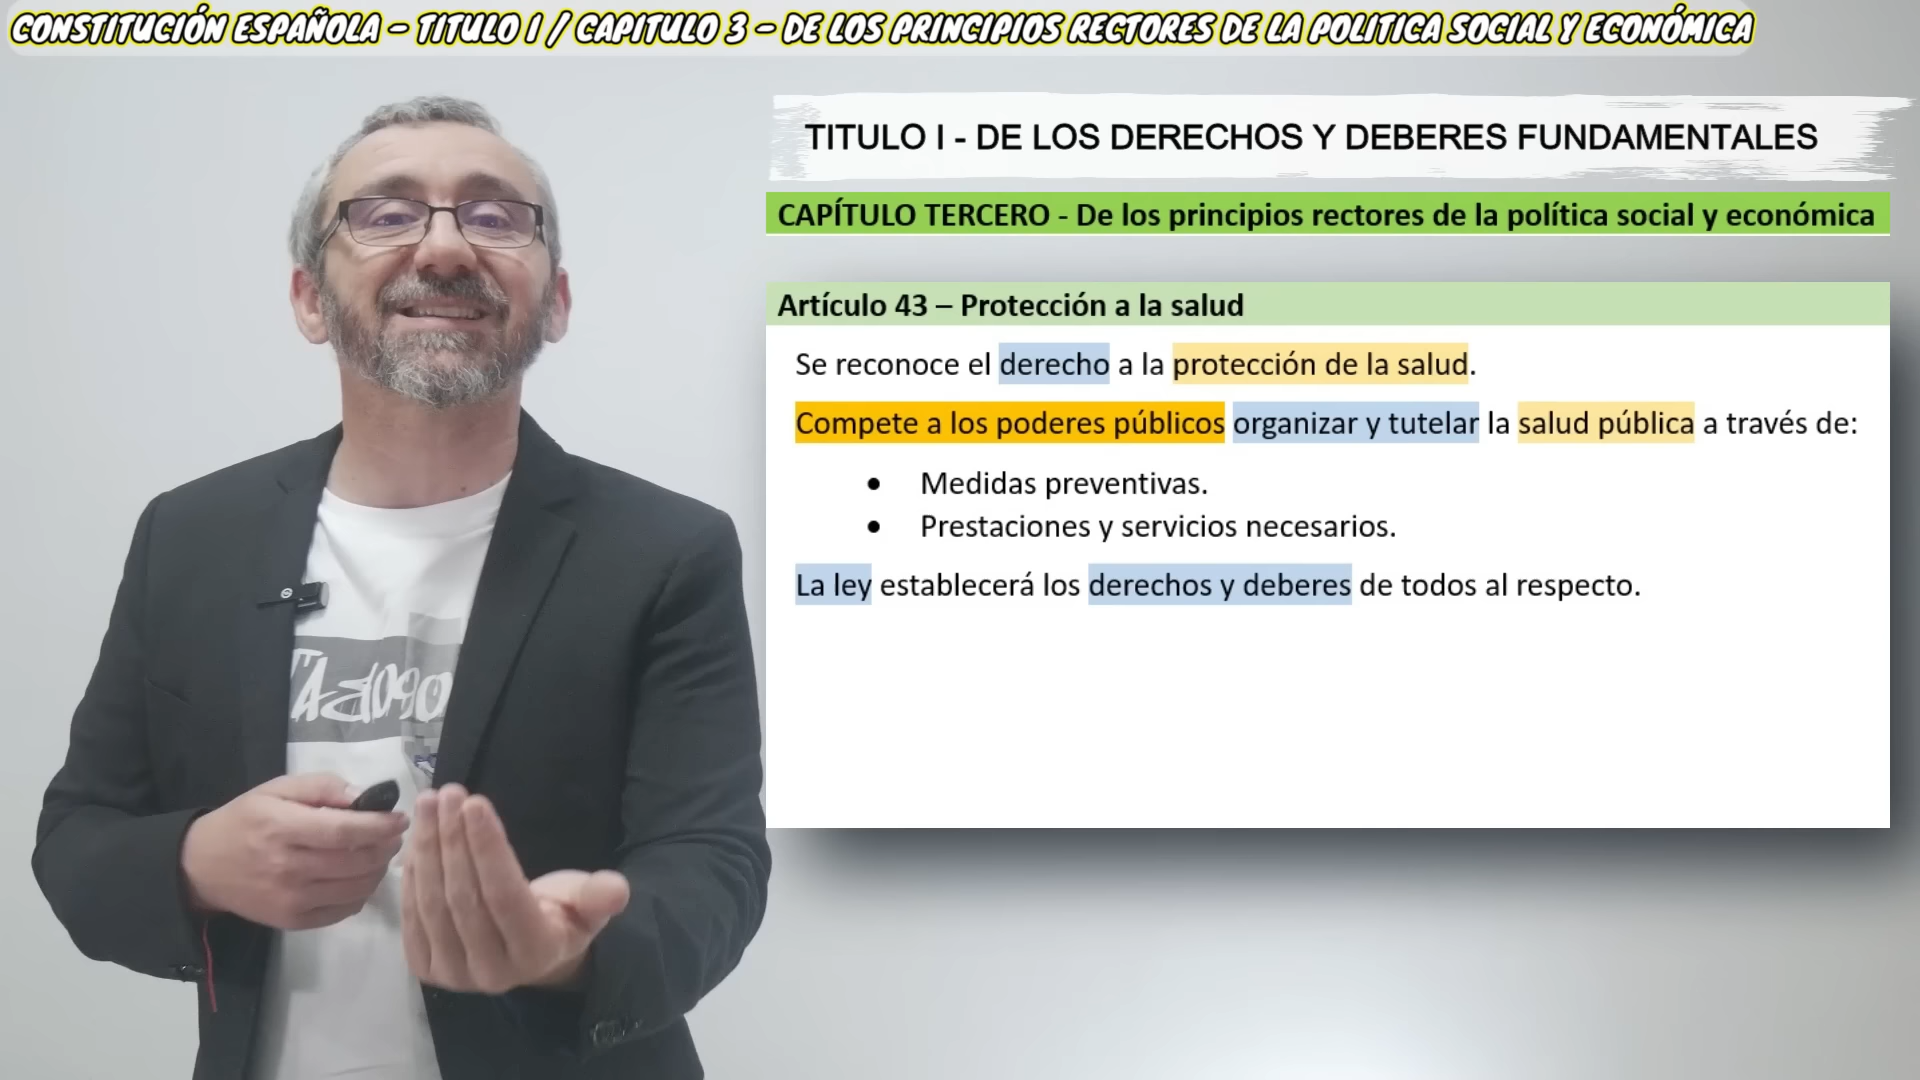 CONSTITUCIÓN ESPAÑOLA - TITULO I / CAPITULO 3 - DE LOS PRINCIPIOS RECTORES DE LA POLITICA SOCIAL Y ECONÓMICA
TITULO I - DE LOS DERECHOS Y DEBERES FUNDAMENTALES
CAPÍTULO TERCERO - De los principios rectores de la política social y económica
Artículo 43 – Protección a la salud
Se reconoce el derecho a la protección de la salud.
Compete a los poderes públicos organizar y tutelar la salud pública a través de:
• Medidas preventivas.
• Prestaciones y servicios necesarios.
La ley establecerá los derechos y deberes de todos al respecto.